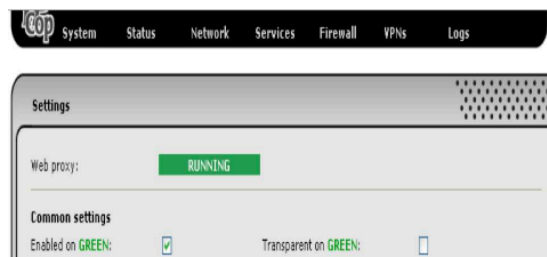 Cop System Status Network Services Firewall VPNs Logs
Settings
Web proxy: RUNNING
Common settings
Enabled on GREEN: Transparent on GREEN: